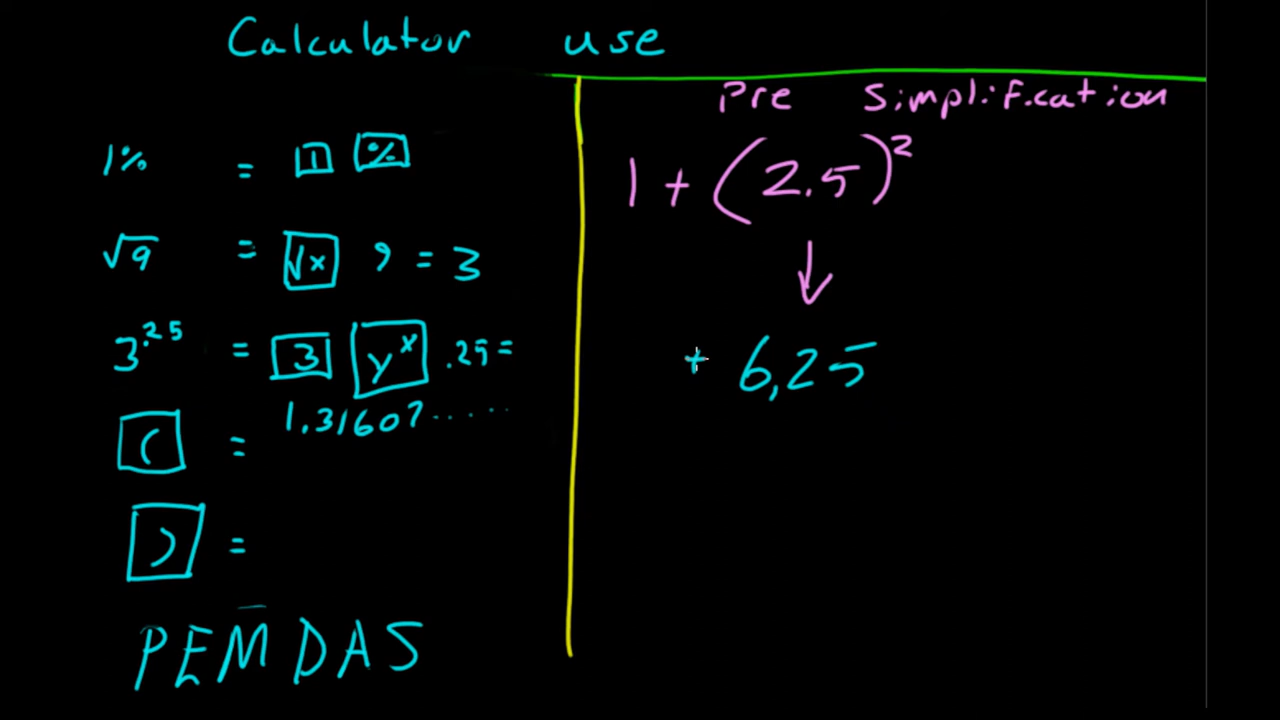 Calculator use
1% = 1 %
√9 = √x 9 = 3
3^.25 = 3 y^x .25 =
1.31607......
( =
) =
PEMDAS
Pre Simplification
1 + (2.5)²
↓
+ 6,25